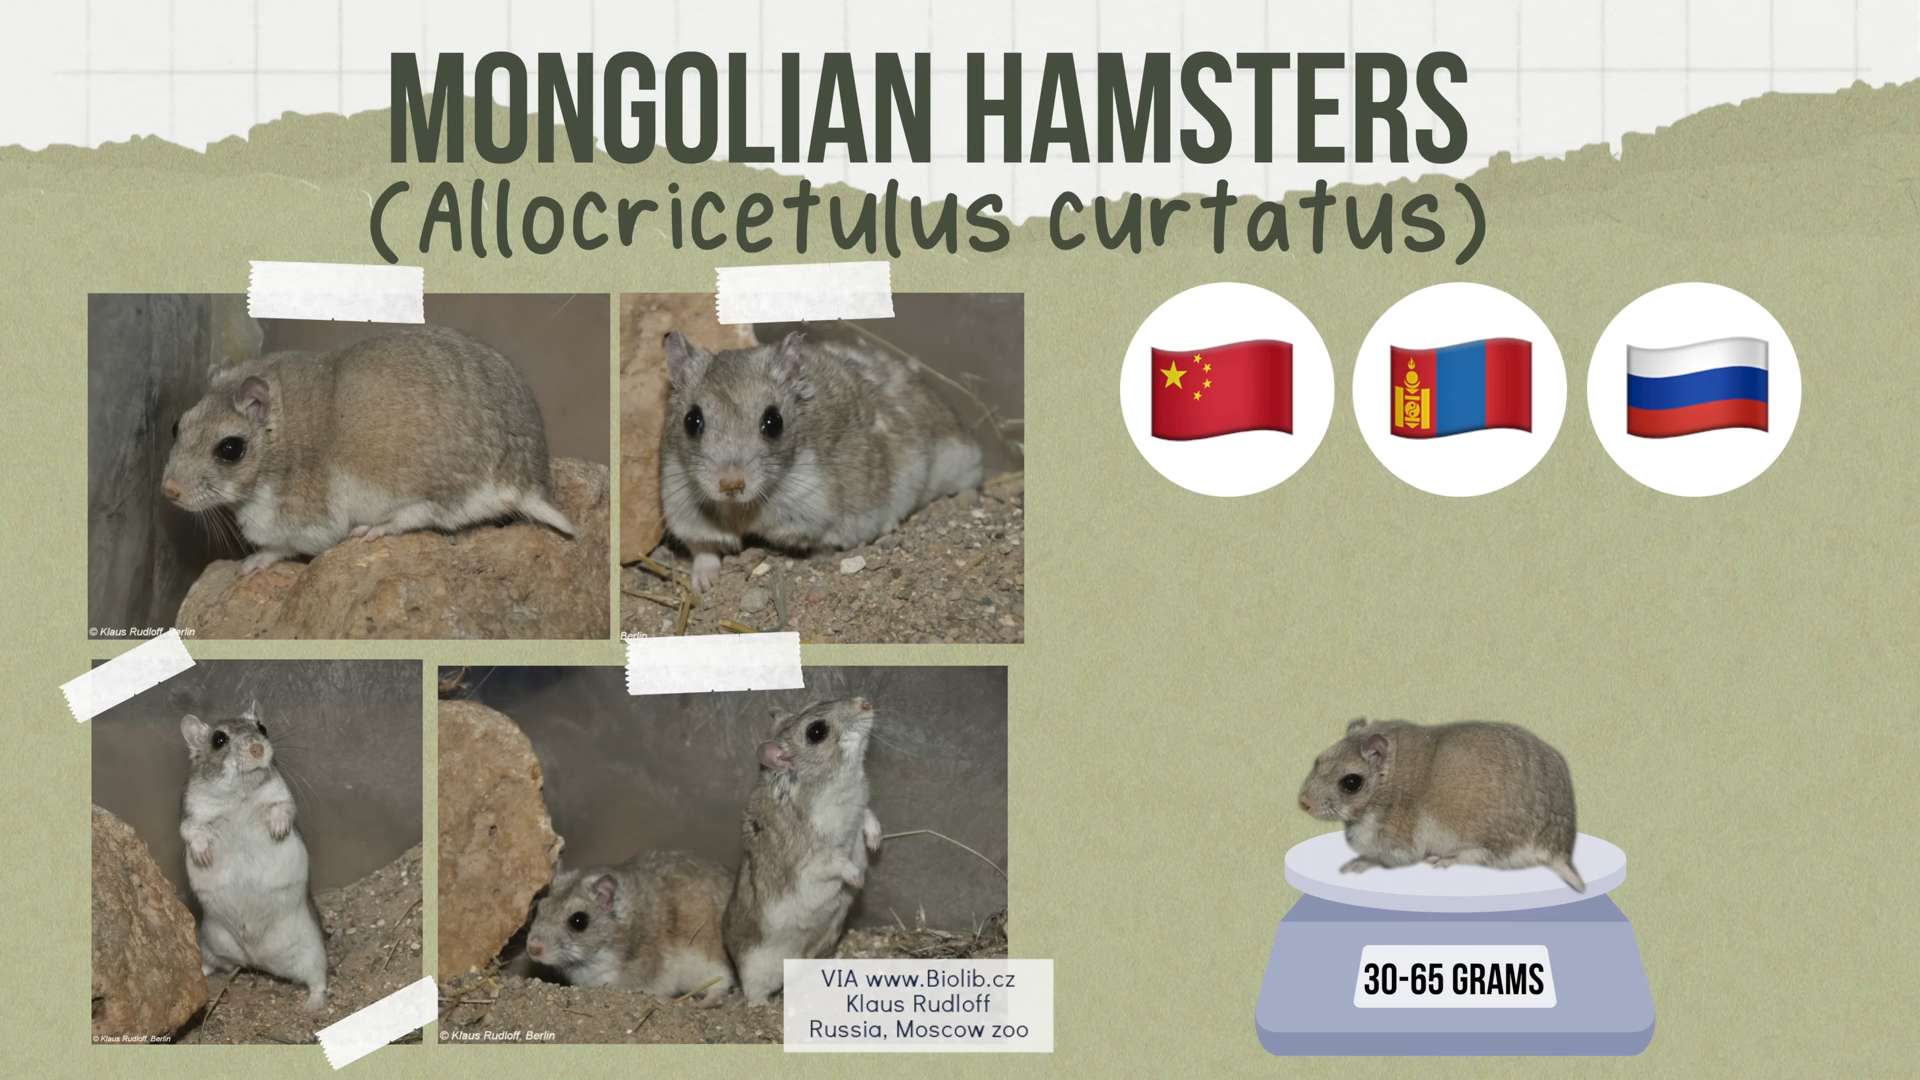 MONGOLIAN HAMSTERS
(Allocricetulus curtatus)
© Klaus Rudloff, Berlin
Berlin
© Klaus Rudloff, Berlin
© Klaus Rudloff, Berlin
VIA www.Biolib.cz
Klaus Rudloff
Russia, Moscow zoo
30-65 GRAMS